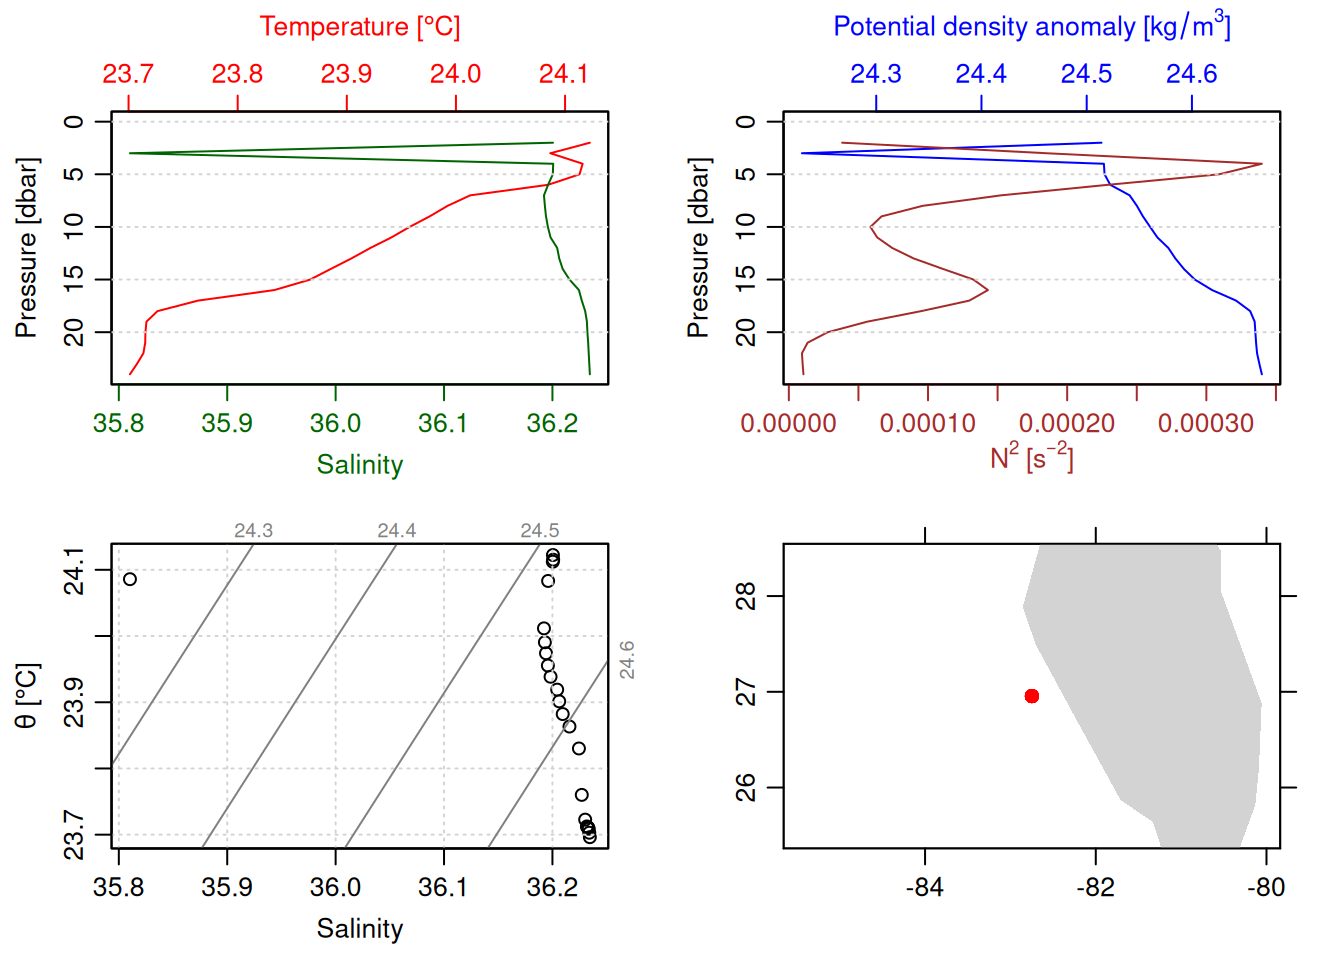 Temperature [°C]
23.7 23.8 23.9 24.0 24.1
Pressure [dbar]
0
5
10
15
20
35.8 35.9 36.0 36.1 36.2
Salinity
Potential density anomaly [kg/m³]
24.3 24.4 24.5 24.6
Pressure [dbar]
0
5
10
15
20
0.00000 0.00010 0.00020 0.00030
N² [s⁻²]
24.3 24.4 24.5
24.6
θ [°C]
24.1
23.9
23.7
35.8 35.9 36.0 36.1 36.2
Salinity
28
27
26
-84 -82 -80